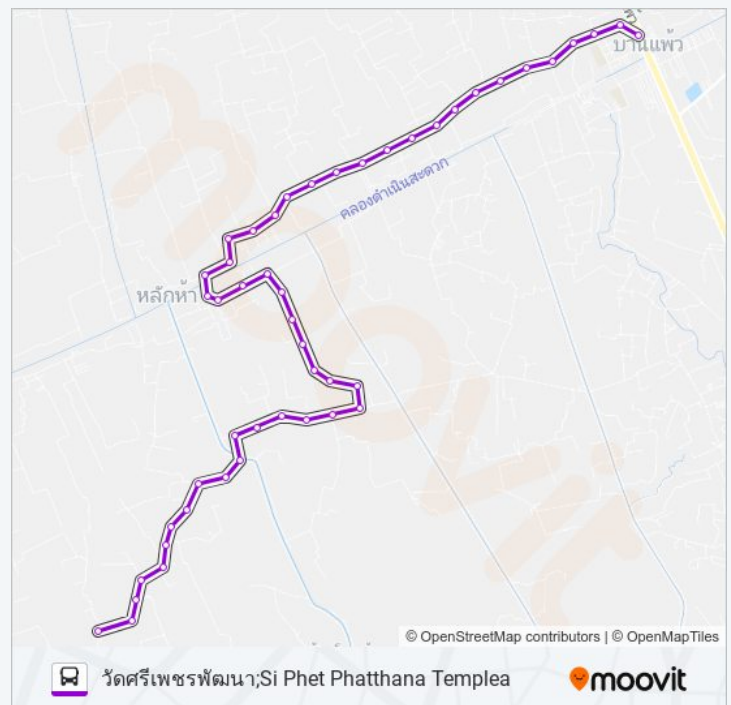 บ้านแพ้ว
คลองดำเนินสะดวก
หลักห้า
moovit
© OpenStreetMap contributors | © OpenMapTiles
วัดศรีเพชรพัฒนา;Si Phet Phatthana Templea
moovit